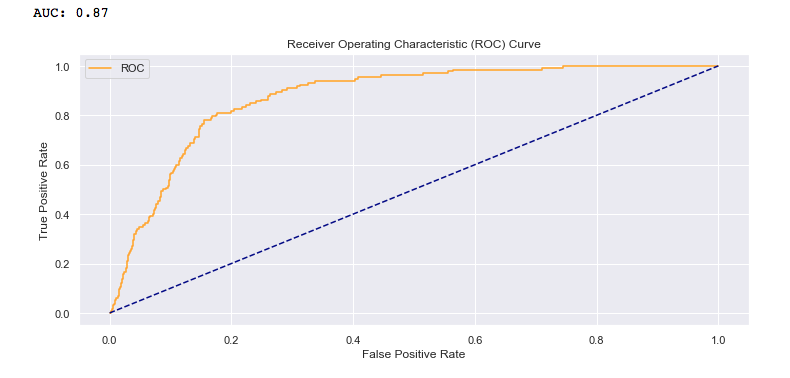 AUC: 0.87
Receiver Operating Characteristic (ROC) Curve
ROC
True Positive Rate
1.0
0.8
0.6
0.4
0.2
0.0
0.0 0.2 0.4 0.6 0.8 1.0
False Positive Rate